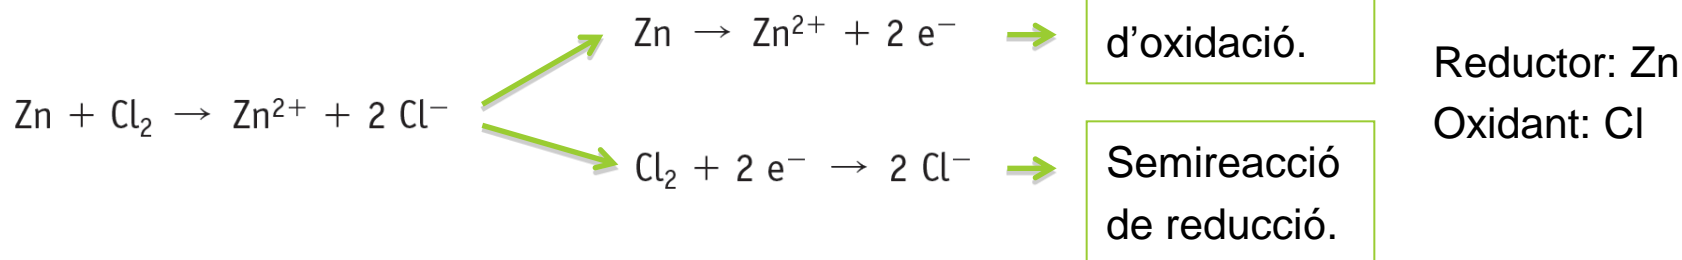 Zn + Cl₂ → Zn²⁺ + 2 Cl⁻
Zn → Zn²⁺ + 2 e⁻
d’oxidació.
Cl₂ + 2 e⁻ → 2 Cl⁻
Semireacció
de reducció.
Reductor: Zn
Oxidant: Cl